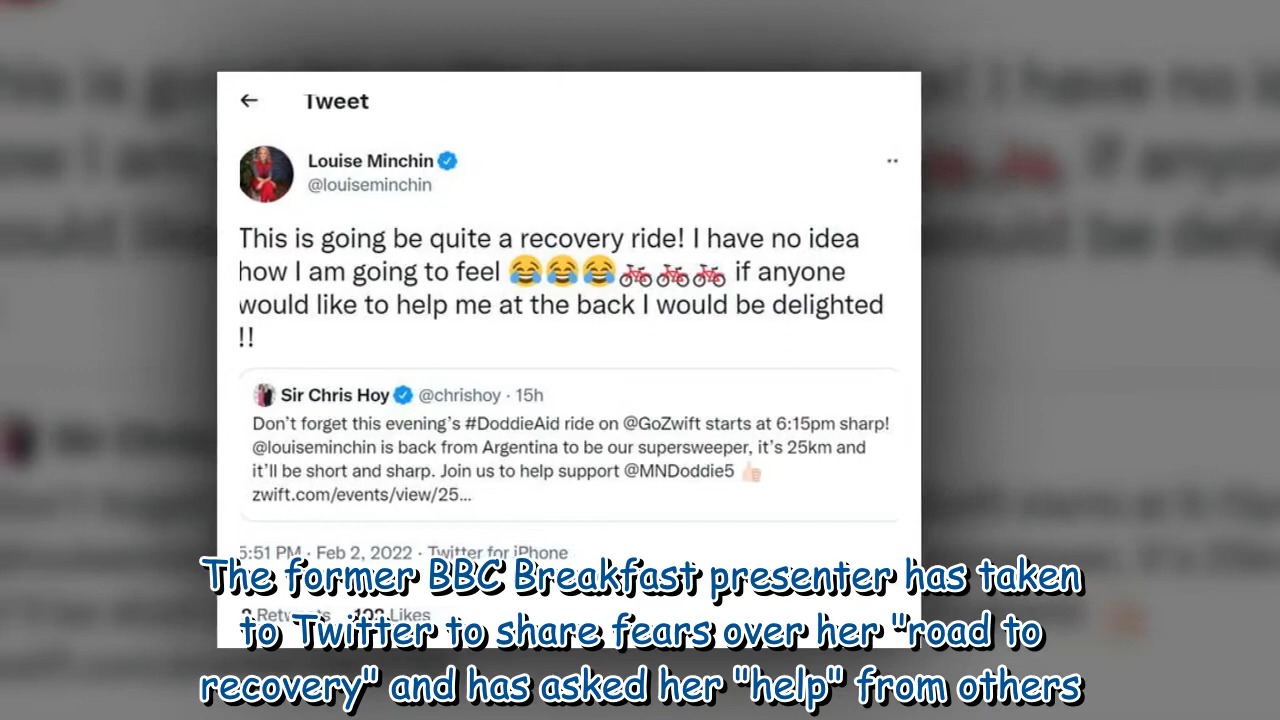 Tweet
Louise Minchin
@louiseminchin
This is going be quite a recovery ride! I have no idea
how I am going to feel 😂😂😂🚲🚲🚲 if anyone
would like to help me at the back I would be delighted
!!
Sir Chris Hoy @chrishoy · 15h
Don't forget this evening's #DoddieAid ride on @GoZwift starts at 6:15pm sharp!
@louiseminchin is back from Argentina to be our supersweeper, it's 25km and
it'll be short and sharp. Join us to help support @MNDoddie5 👍🏻
zwift.com/events/view/25...
5:51 PM · Feb 2, 2022 · Twitter for iPhone
Retweets Likes
The former BBC Breakfast presenter has taken
to Twitter to share fears over her "road to
recovery" and has asked her "help" from others